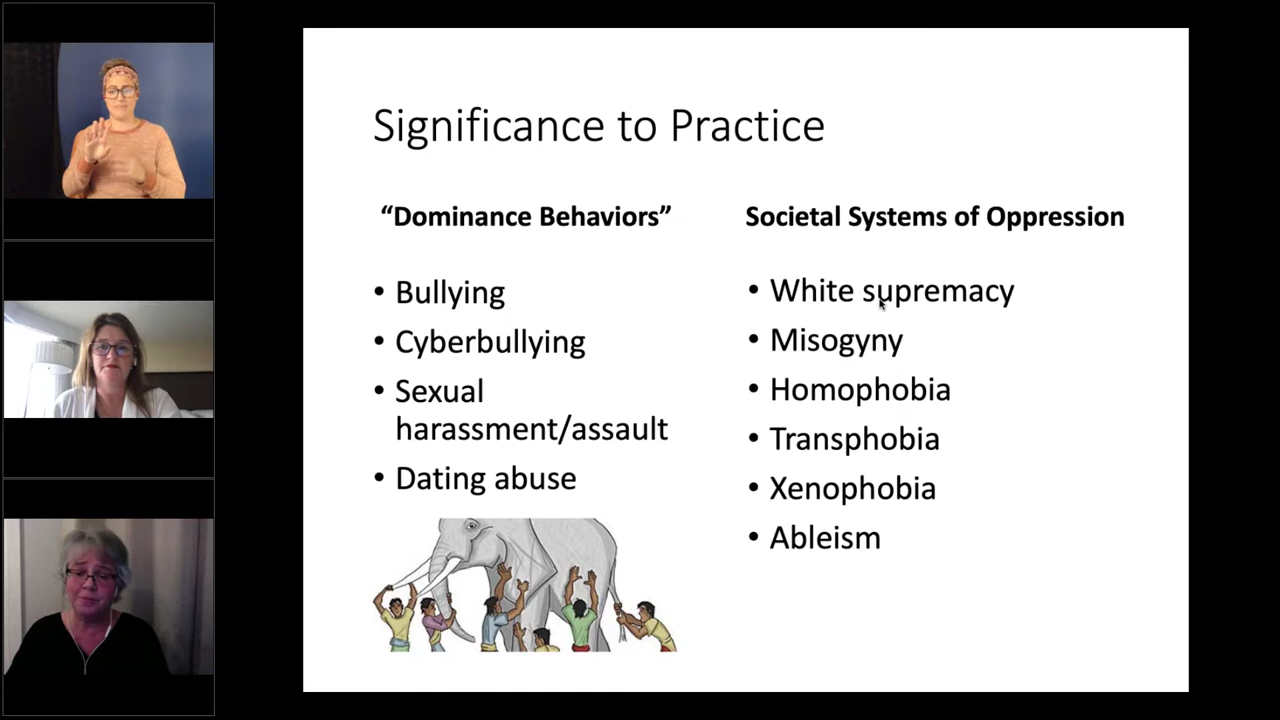 Significance to Practice
“Dominance Behaviors”
• Bullying
• Cyberbullying
• Sexual
harassment/assault
• Dating abuse
Societal Systems of Oppression
• White supremacy
• Misogyny
• Homophobia
• Transphobia
• Xenophobia
• Ableism